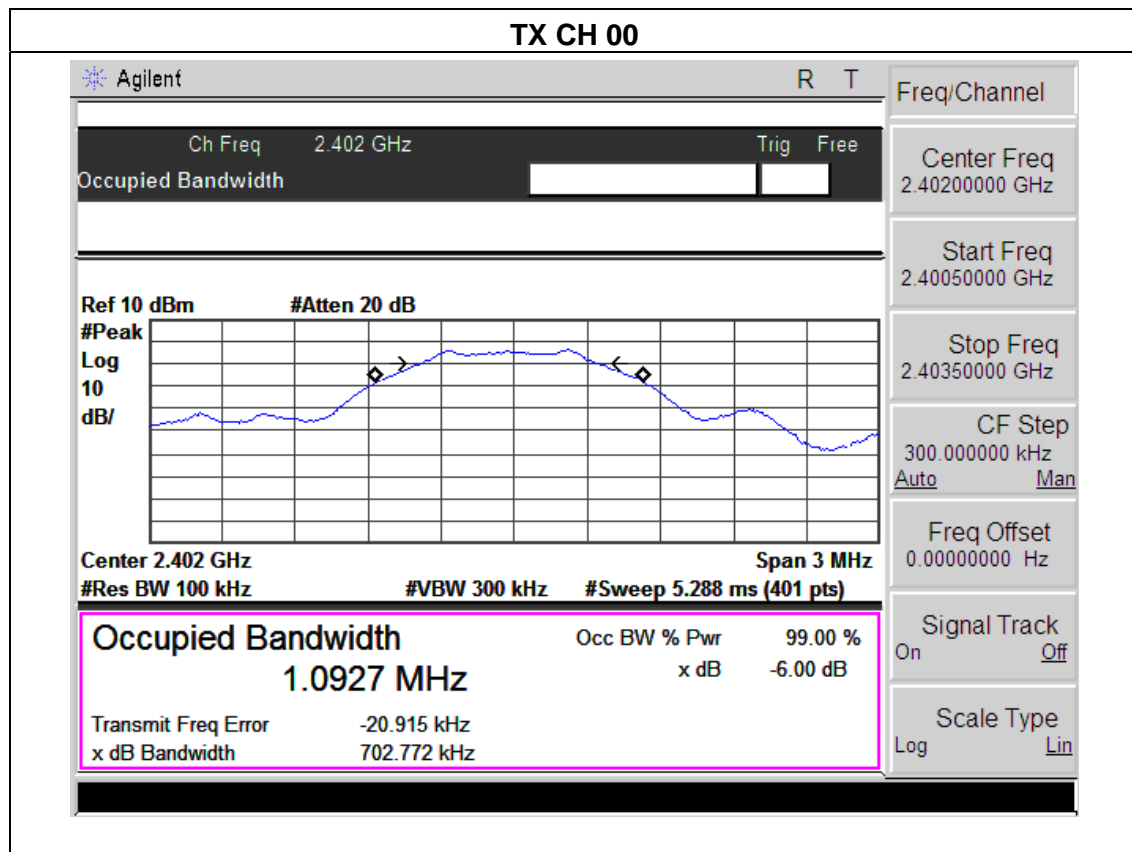 TX CH 00
Agilent
R T
Ch Freq 2.402 GHz Trig Free
Occupied Bandwidth
Ref 10 dBm #Atten 20 dB
#Peak
Log
10
dB/
Center 2.402 GHz Span 3 MHz
#Res BW 100 kHz #VBW 300 kHz #Sweep 5.288 ms (401 pts)
Occupied Bandwidth Occ BW % Pwr 99.00 %
1.0927 MHz x dB -6.00 dB
Transmit Freq Error -20.915 kHz
x dB Bandwidth 702.772 kHz
Freq/Channel
Center Freq
2.40200000 GHz
Start Freq
2.40050000 GHz
Stop Freq
2.40350000 GHz
CF Step
300.000000 kHz
Auto Man
Freq Offset
0.00000000 Hz
Signal Track
On Off
Scale Type
Log Lin